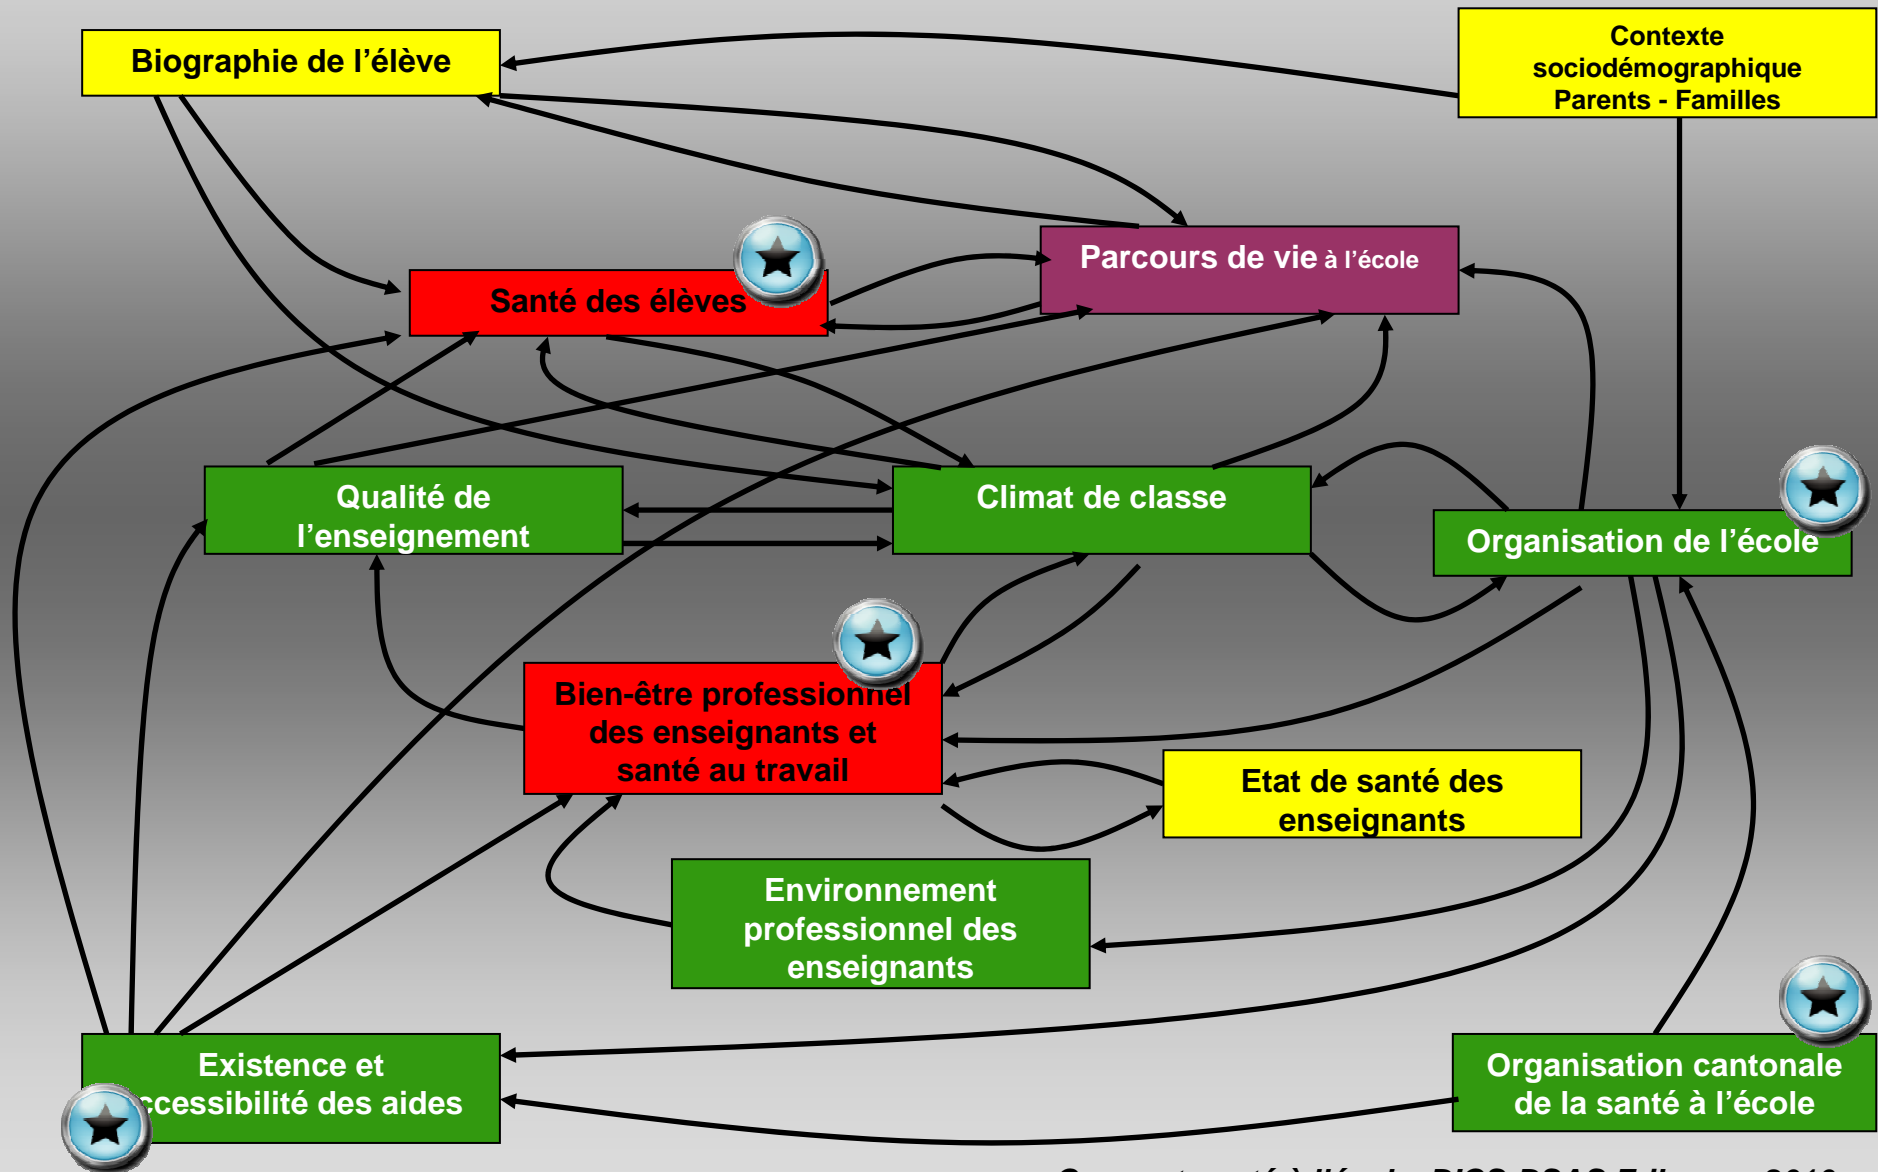 Biographie de l'élève
Contexte
sociodémographique
Parents - Familles
Parcours de vie à l'école
Santé des élèves
Qualité de
l'enseignement
Climat de classe
Organisation de l'école
Bien-être professionnel
des enseignants et
santé au travail
Etat de santé des
enseignants
Environnement
professionnel des
enseignants
Existence et
ccessibilité des aides
Organisation cantonale
de la santé à l'école